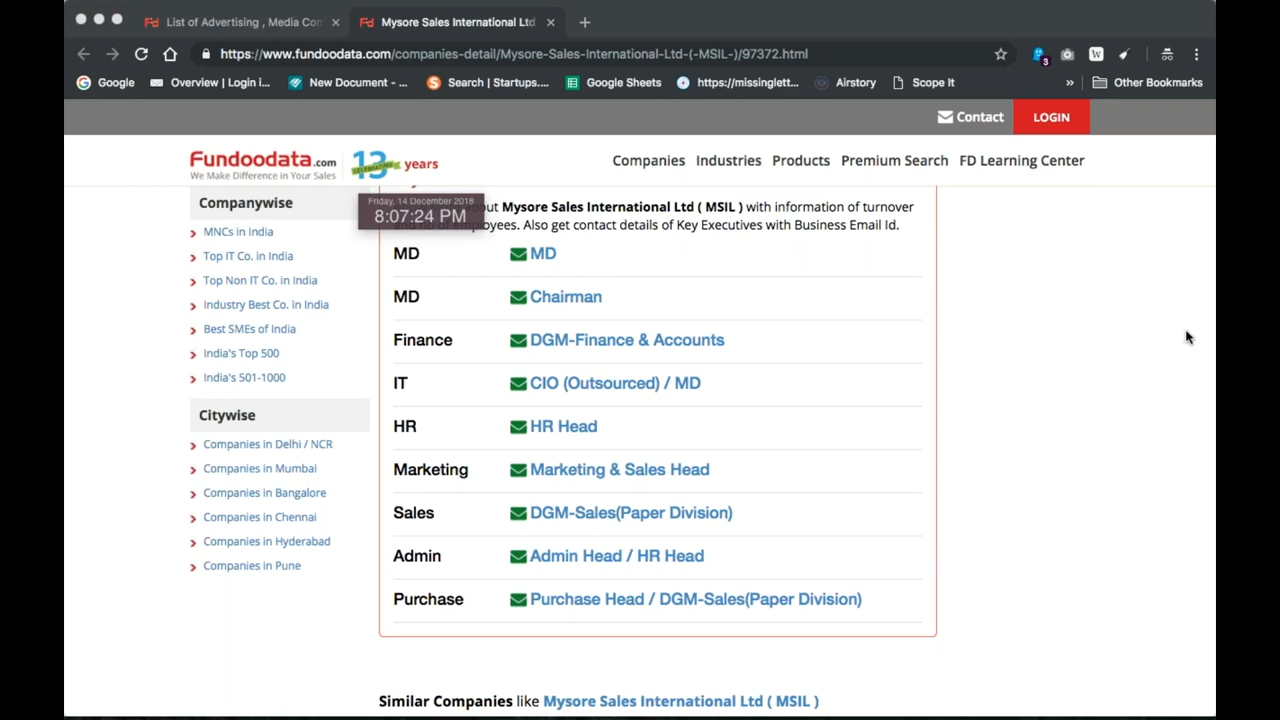 List of Advertising , Media Co
Mysore Sales International Ltd
https://www.fundoodata.com/companies-detail/Mysore-Sales-International-Ltd-(-MSIL-)/97372.html
3
W
Google
Overview | Login i...
New Document - ...
Search | Startups....
Google Sheets
https://missinglett...
Airstory
Scope It
»
Other Bookmarks
Contact
LOGIN
Fundoodata.com
We Make Difference in Your Sales
13 years
CELEBRATING
Companies
Industries
Products
Premium Search
FD Learning Center
Companywise
MNCs in India
Top IT Co. in India
Top Non IT Co. in India
Industry Best Co. in India
Best SMEs of India
India's Top 500
India's 501-1000
Citywise
Companies in Delhi / NCR
Companies in Mumbai
Companies in Bangalore
Companies in Chennai
Companies in Hyderabad
Companies in Pune
Friday, 14 December 2018
8:07:24 PM
Mysore Sales International Ltd ( MSIL ) with information of turnover
employees. Also get contact details of Key Executives with Business Email Id.
MD MD
MD Chairman
Finance DGM-Finance & Accounts
IT CIO (Outsourced) / MD
HR HR Head
Marketing Marketing & Sales Head
Sales DGM-Sales(Paper Division)
Admin Admin Head / HR Head
Purchase Purchase Head / DGM-Sales(Paper Division)
Similar Companies like Mysore Sales International Ltd ( MSIL )